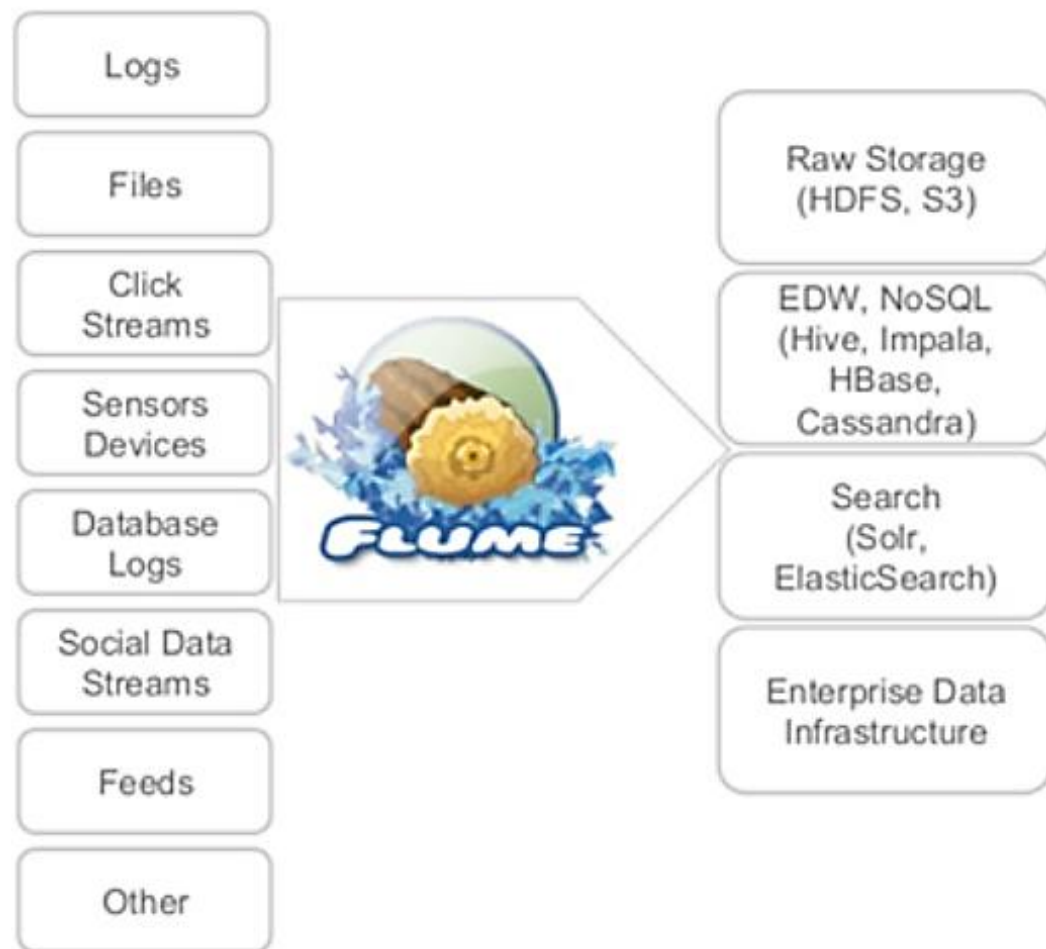 Logs
Files
Click
Streams
Sensors
Devices
Database
Logs
Social Data
Streams
Feeds
Other
FLUME
Raw Storage
(HDFS, S3)
EDW, NoSQL
(Hive, Impala,
HBase,
Cassandra)
Search
(Solr,
ElasticSearch)
Enterprise Data
Infrastructure